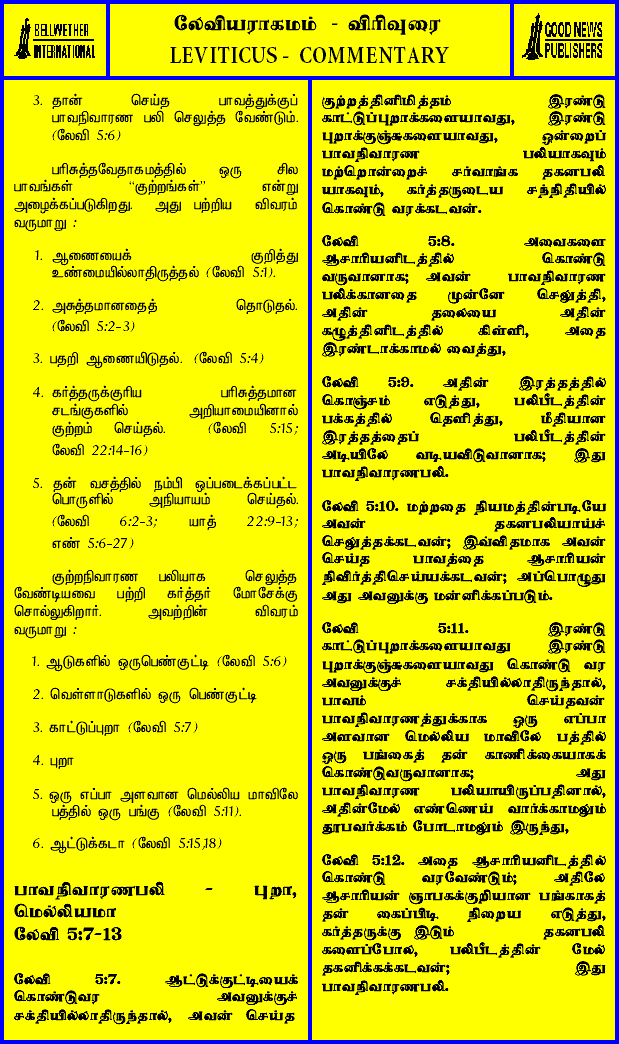 BELLWETHER
INTERNATIONAL
லேவியராகமம் - விரிவுரை
LEVITICUS - COMMENTARY
GOOD NEWS
PUBLISHERS
3. தான் செய்த பாவத்துக்குப்
பாவநிவாரண பலி செலுத்த வேண்டும்.
(லேவி 5:6)
பரிசுத்தவேதாகமத்தில் ஒரு சில
பாவங்கள் "குற்றங்கள்" என்று
அழைக்கப்படுகிறது. அது பற்றிய விவரம்
வருமாறு :
1. ஆணையைக் குறித்து
உண்மையில்லாதிருத்தல் (லேவி 5:1).
2. அசுத்தமானதைத் தொடுதல்.
(லேவி 5:2-3)
3. பதறி ஆணையிடுதல். (லேவி 5:4)
4. கர்த்தருக்குரிய பரிசுத்தமான
சடங்குகளில் அறியாமையினால்
குற்றம் செய்தல். (லேவி 5:15;
லேவி 22:14-16)
5. தன் வசத்தில் நம்பி ஒப்படைக்கப்பட்ட
பொருளில் அநியாயம் செய்தல்.
(லேவி 6:2-3; யாத் 22:9-13;
எண் 5:6-27)
குற்றநிவாரண பலியாக செலுத்த
வேண்டியவை பற்றி கர்த்தர் மோசேக்கு
சொல்லுகிறார். அவற்றின் விவரம்
வருமாறு :
1. ஆடுகளில் ஒருபெண்குட்டி (லேவி 5:6)
2. வெள்ளாடுகளில் ஒரு பெண்குட்டி
3. காட்டுப்புறா (லேவி 5:7)
4. புறா
5. ஒரு எப்பா அளவான மெல்லிய மாவிலே
பத்தில் ஒரு பங்கு (லேவி 5:11).
6. ஆட்டுக்கடா (லேவி 5:15,18)
பாவநிவாரணபலி - புறா,
மெல்லியமா
லேவி 5:7-13
லேவி 5:7. ஆட்டுக்குட்டியைக்
கொண்டுவர அவனுக்குச்
சக்தியில்லாதிருந்தால், அவன் செய்த
குற்றத்தினிமித்தம் இரண்டு
காட்டுப்புறாக்களையாவது, இரண்டு
புறாக்குஞ்சுகளையாவது, ஒன்றைப்
பாவநிவாரண பலியாகவும்
மற்றொன்றைச் சர்வாங்க தகனபலி
யாகவும், கர்த்தருடைய சந்நிதியில்
கொண்டு வரக்கடவன்.
லேவி 5:8. அவைகளை
ஆசாரியனிடத்தில் கொண்டு
வருவானாக; அவன் பாவநிவாரண
பலிக்கானதை முன்னே செலுத்தி,
அதின் தலையை அதின்
கழுத்தினிடத்தில் கிள்ளி, அதை
இரண்டாக்காமல் வைத்து,
லேவி 5:9. அதின் இரத்தத்தில்
கொஞ்சம் எடுத்து, பலிபீடத்தின்
பக்கத்தில் தெளித்து, மீதியான
இரத்தத்தைப் பலிபீடத்தின்
அடியிலே வடியவிடுவானாக; இது
பாவநிவாரணபலி.
லேவி 5:10. மற்றதை நியமத்தின்படியே
அவன் தகனபலியாய்ச்
செலுத்தக்கடவன்; இவ்விதமாக அவன்
செய்த பாவத்தை ஆசாரியன்
நிவிர்த்திசெய்யக்கடவன்; அப்பொழுது
அது அவனுக்கு மன்னிக்கப்படும்.
லேவி 5:11. இரண்டு
காட்டுப்புறாக்களையாவது இரண்டு
புறாக்குஞ்சுகளையாவது கொண்டு வர
அவனுக்குச் சக்தியில்லாதிருந்தால்,
பாவம் செய்தவன்
பாவநிவாரணத்துக்காக ஒரு எப்பா
அளவான மெல்லிய மாவிலே பத்தில்
ஒரு பங்கைத் தன் காணிக்கையாகக்
கொண்டுவருவானாக; அது
பாவநிவாரண பலியாயிருப்பதினால்,
அதின்மேல் எண்ணெய் வார்க்காமலும்
தூபவர்க்கம் போடாமலும் இருந்து,
லேவி 5:12. அதை ஆசாரியனிடத்தில்
கொண்டு வரவேண்டும்; அதிலே
ஆசாரியன் ஞாபகக்குறியான பங்காகத்
தன் கைப்பிடி நிறைய எடுத்து,
கர்த்தருக்கு இடும் தகனபலி
களைப்போல, பலிபீடத்தின் மேல்
தகனிக்கக்கடவன்; இது
பாவநிவாரணபலி.